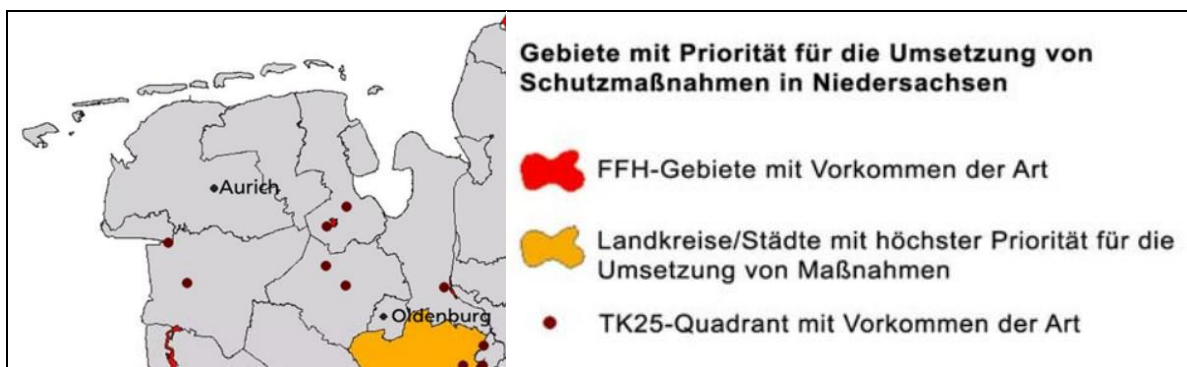 Aurich
Oldenburg
Gebiete mit Priorität für die Umsetzung von
Schutzmaßnahmen in Niedersachsen
FFH-Gebiete mit Vorkommen der Art
Landkreise/Städte mit höchster Priorität für die
Umsetzung von Maßnahmen
TK25-Quadrant mit Vorkommen der Art